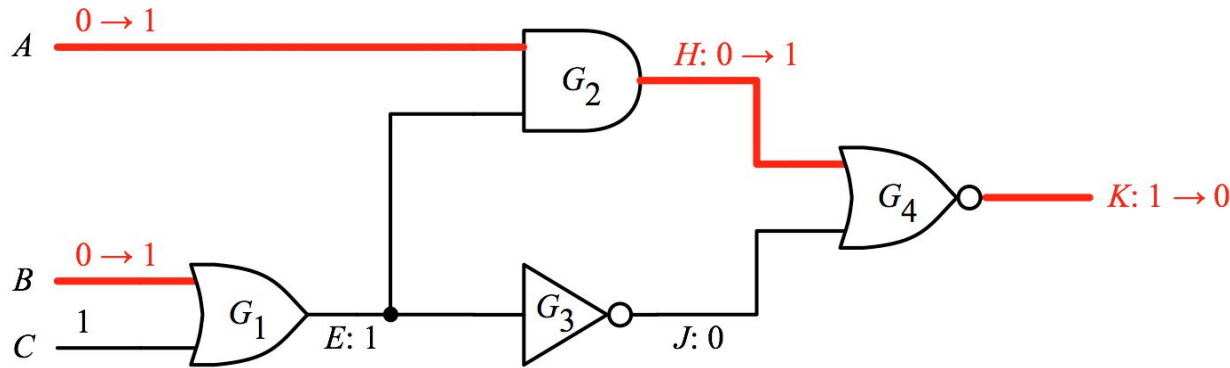 0 → 1
A
G2
H: 0 → 1
G4
K: 1 → 0
0 → 1
B
1
C
G1
E: 1
G3
J: 0